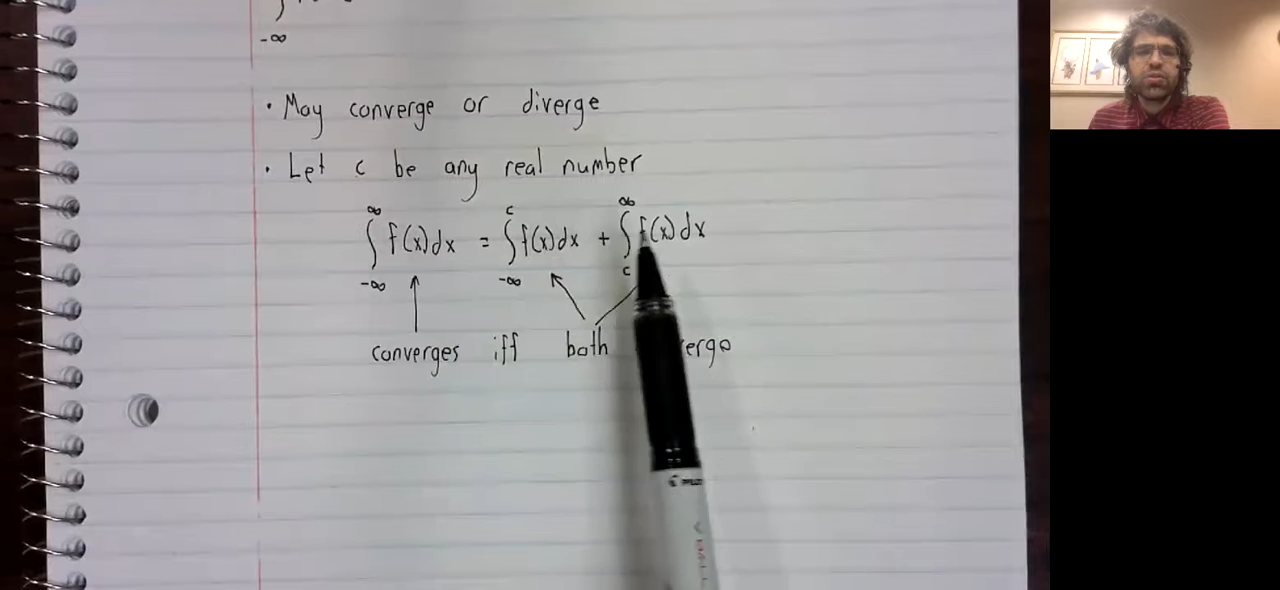 -∞
• May converge or diverge
• Let c be any real number
∫_{-∞}^{∞} f(x)dx = ∫_{-∞}^{c} f(x)dx + ∫_{c}^{∞} f(x)dx
converges iff both